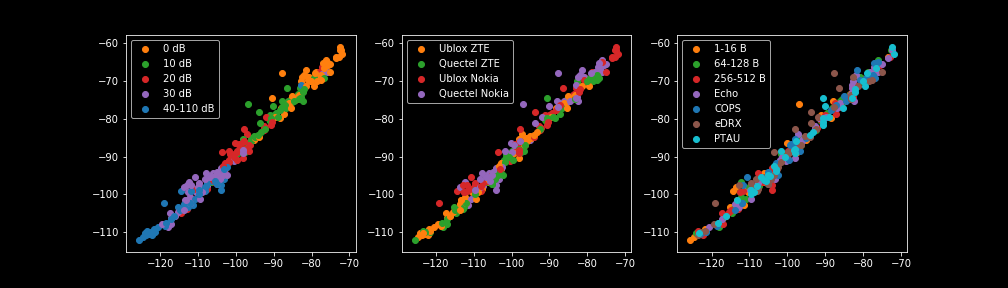 0 dB
10 dB
20 dB
30 dB
40-110 dB
−60
−70
−80
−90
−100
−110
−120 −110 −100 −90 −80 −70
Ublox ZTE
Quectel ZTE
Ublox Nokia
Quectel Nokia
−60
−70
−80
−90
−100
−110
−120 −110 −100 −90 −80 −70
1-16 B
64-128 B
256-512 B
Echo
COPS
eDRX
PTAU
−60
−70
−80
−90
−100
−110
−120 −110 −100 −90 −80 −70